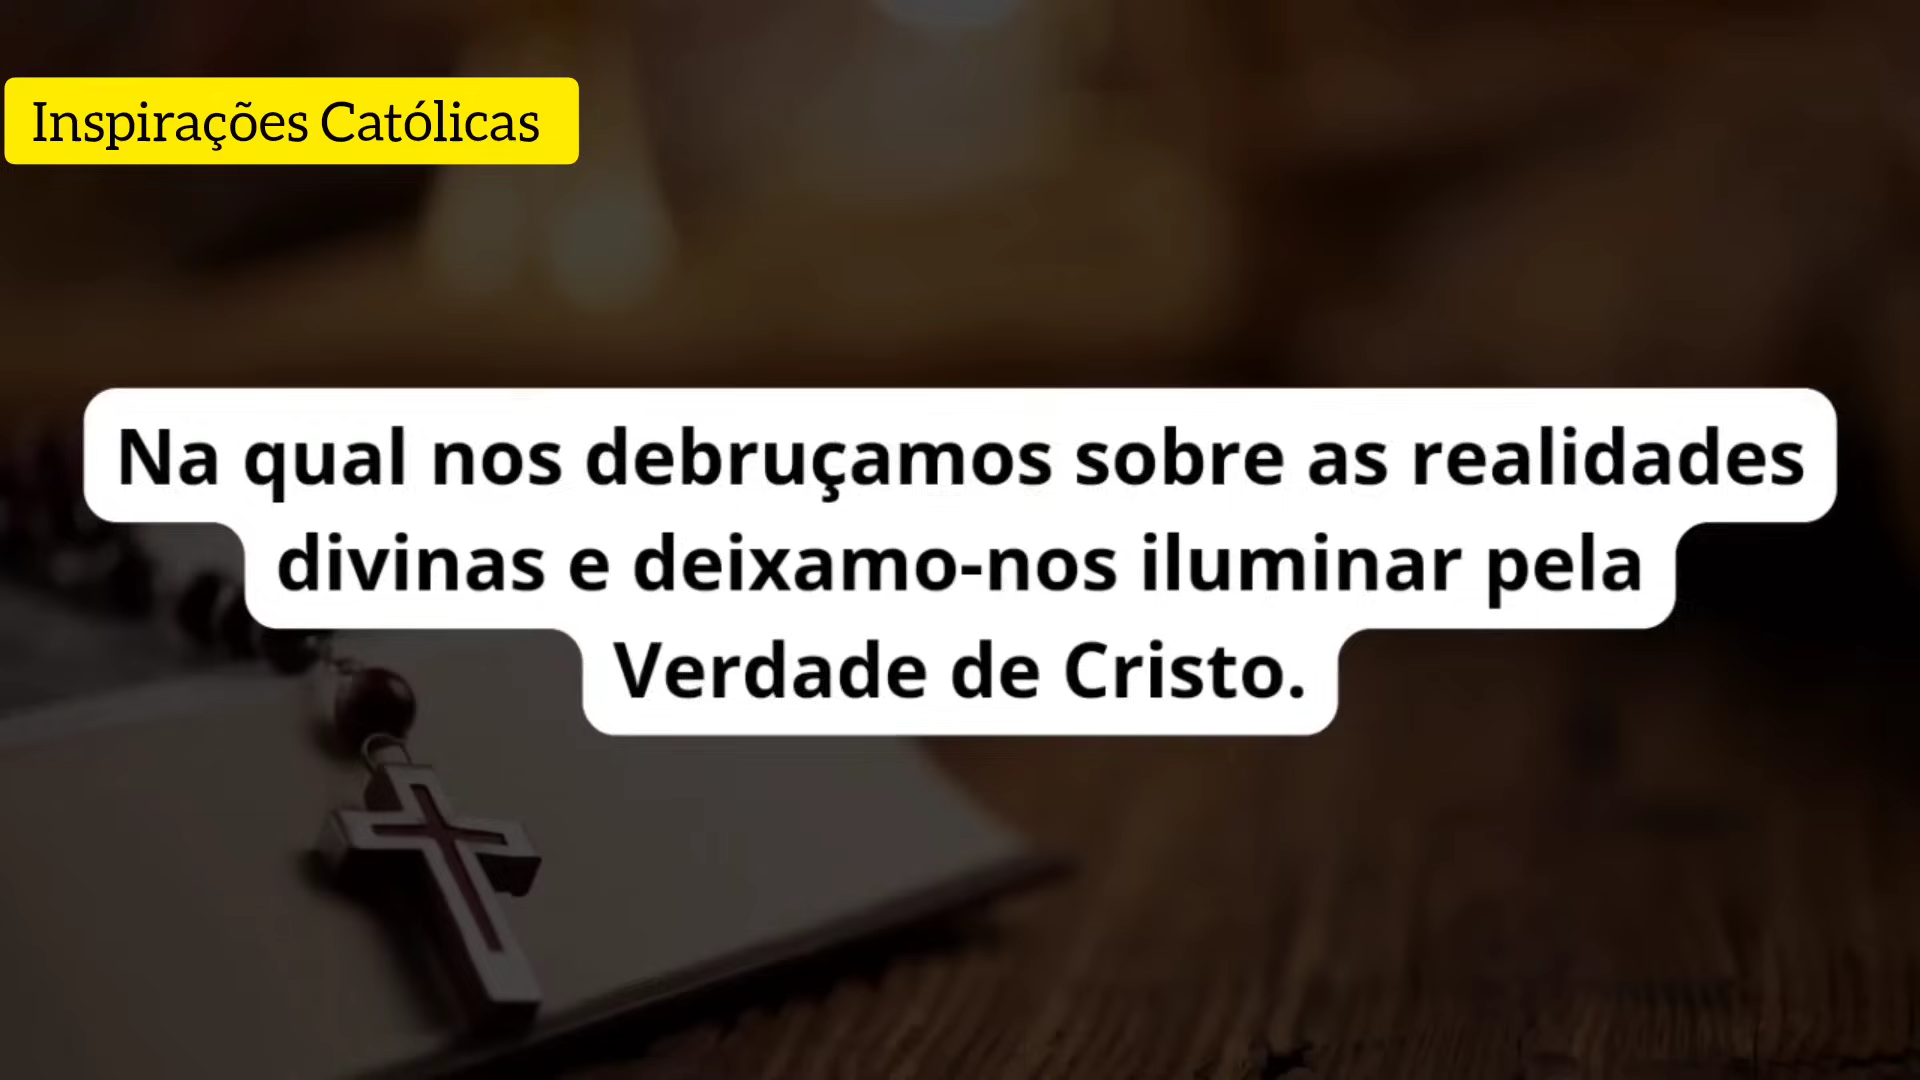 Inspirações Católicas
Na qual nos debruçamos sobre as realidades
divinas e deixamo-nos iluminar pela
Verdade de Cristo.